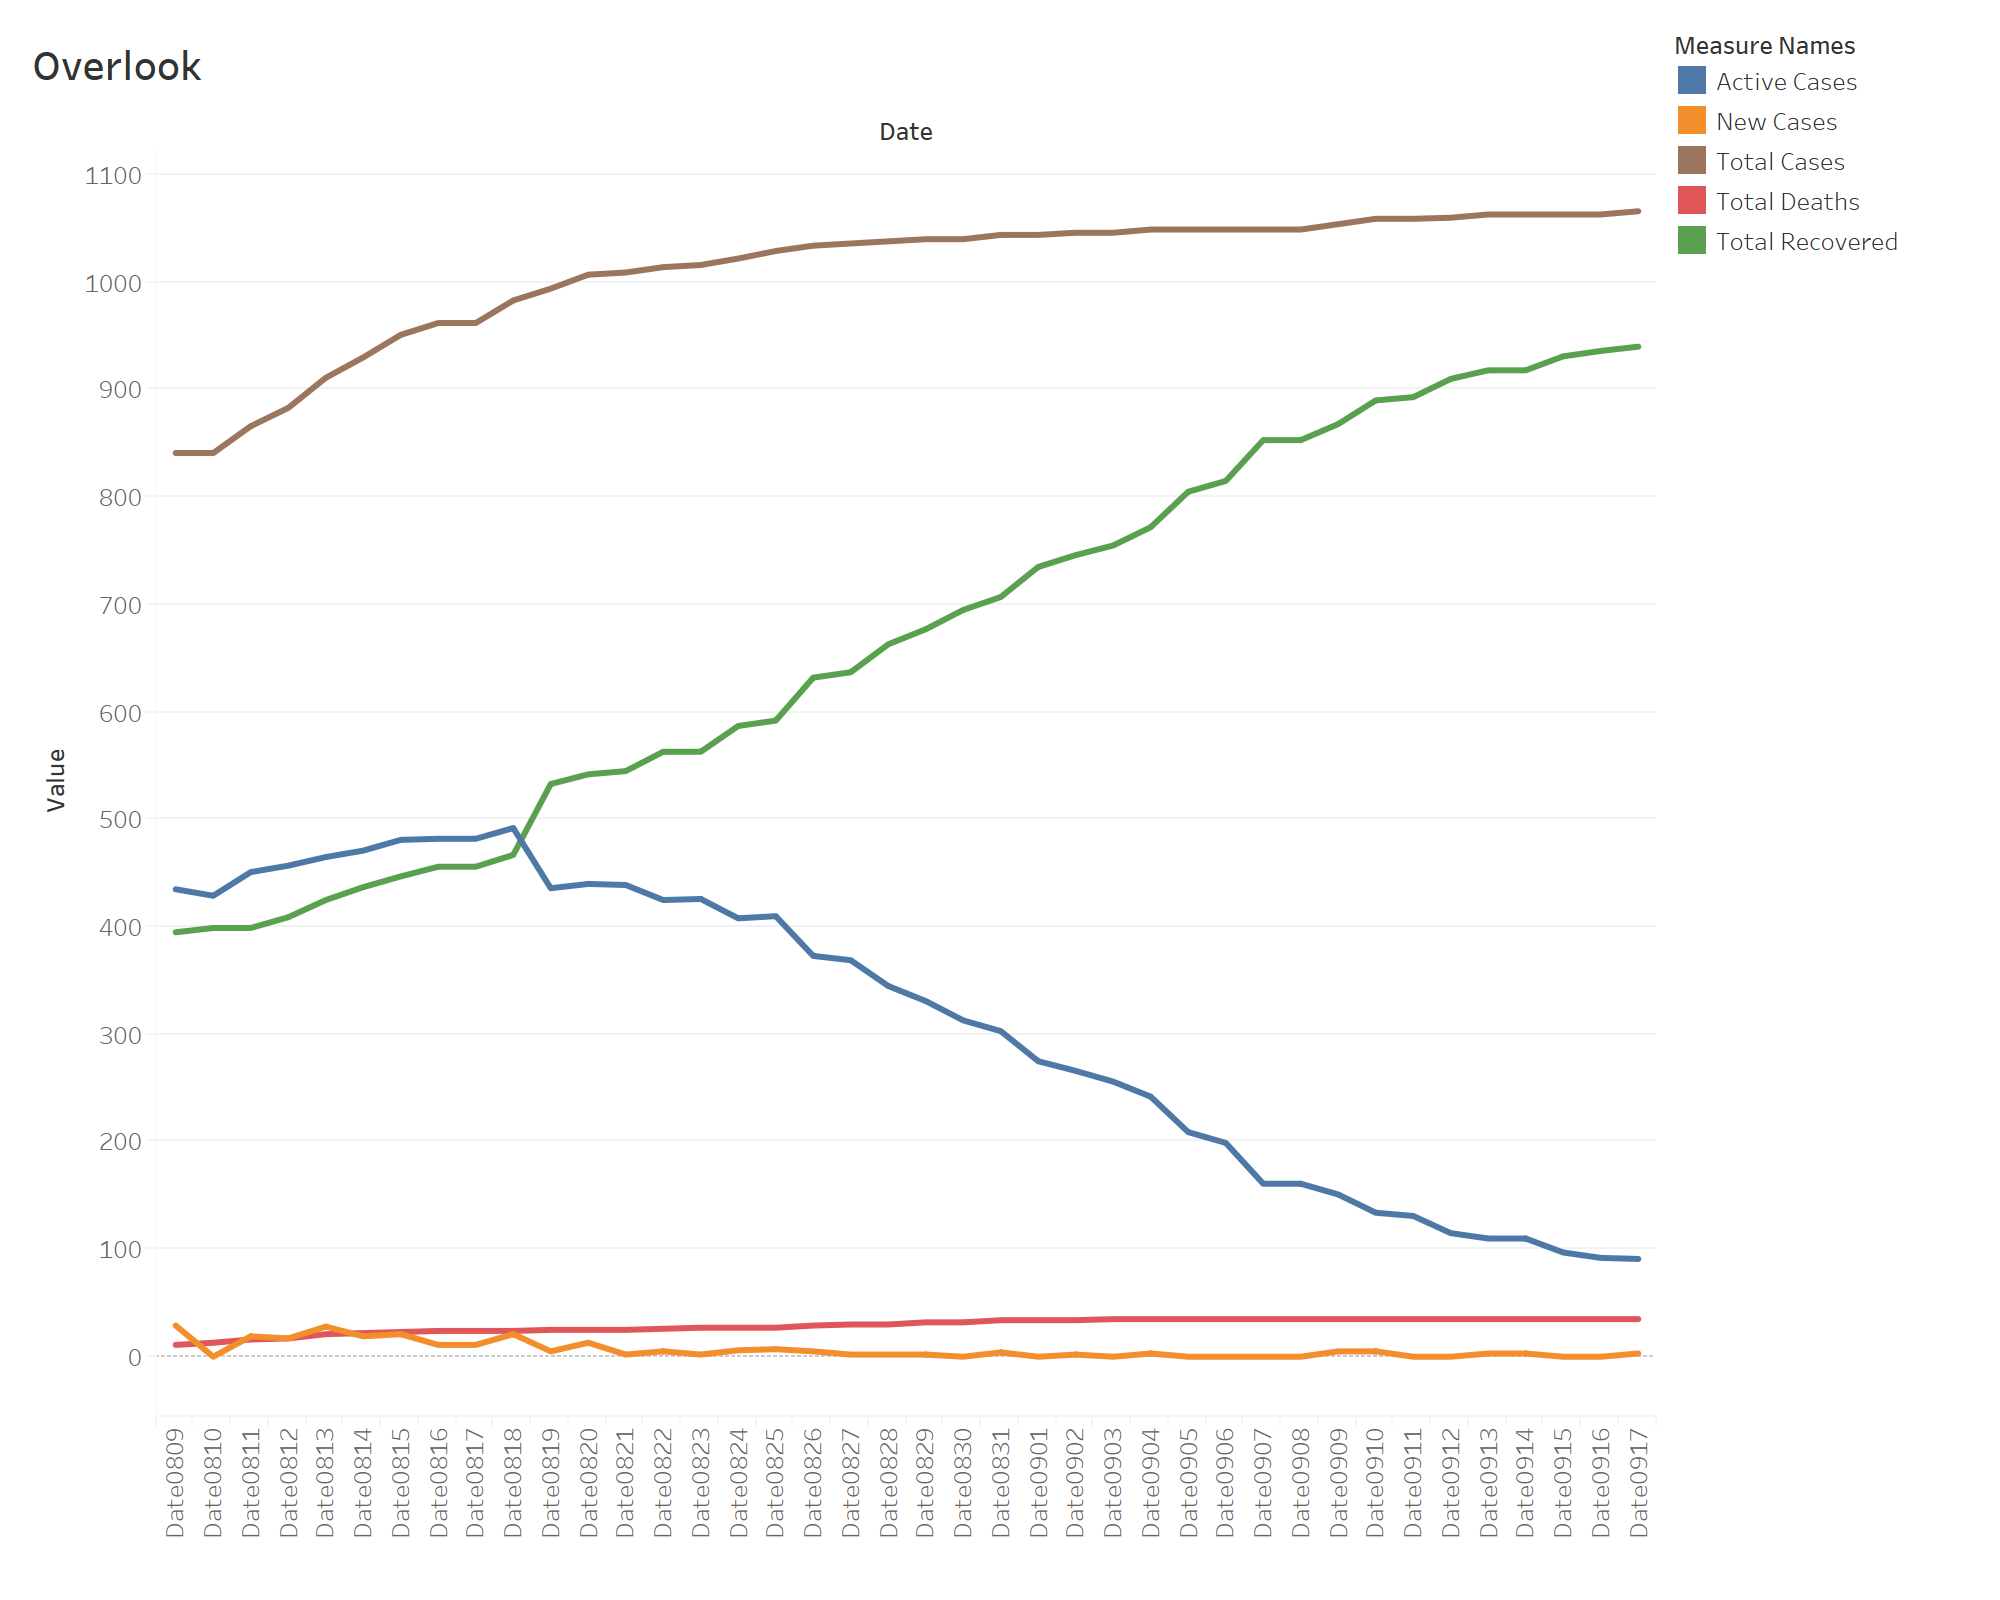 Overlook
Date
Measure Names
Active Cases
New Cases
Total Cases
Total Deaths
Total Recovered
Value
1100
1000
900
800
700
600
500
400
300
200
100
0
Date0809
Date0810
Date0811
Date0812
Date0813
Date0814
Date0815
Date0816
Date0817
Date0818
Date0819
Date0820
Date0821
Date0822
Date0823
Date0824
Date0825
Date0826
Date0827
Date0828
Date0829
Date0830
Date0831
Date0901
Date0902
Date0903
Date0904
Date0905
Date0906
Date0907
Date0908
Date0909
Date0910
Date0911
Date0912
Date0913
Date0914
Date0915
Date0916
Date0917